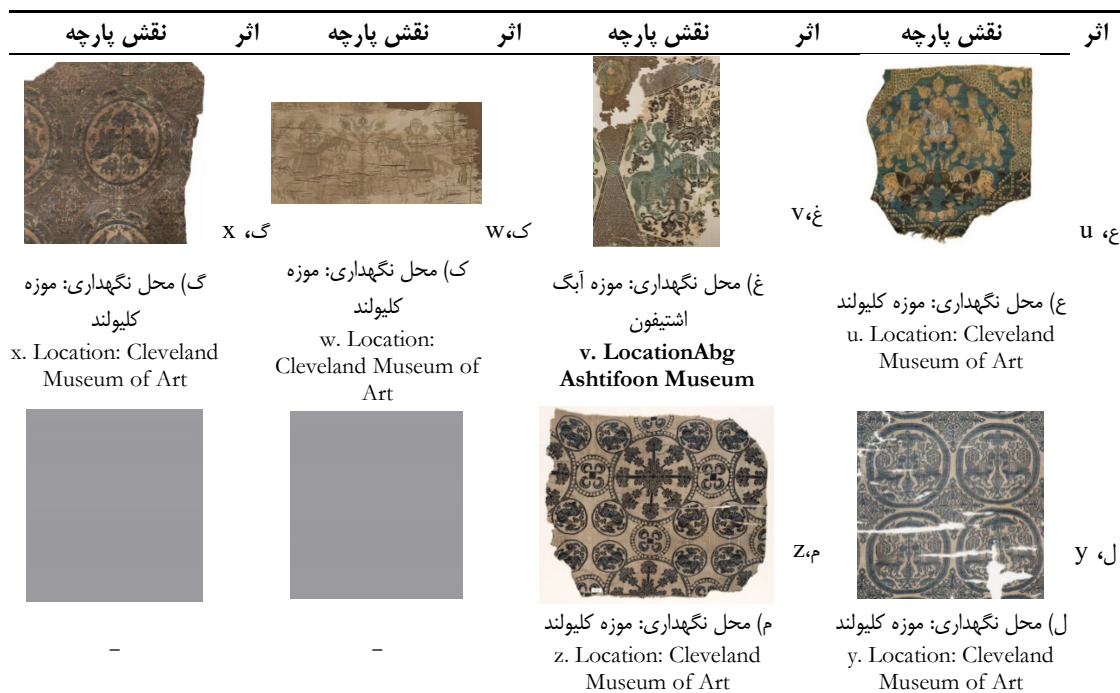 اثر نقش پارچه اثر نقش پارچه اثر نقش پارچه اثر نقش پارچه
ع، u
غ،v
ک،w
گ، x
ع) محل نگهداری: موزه کلیولند
u. Location: Cleveland
Museum of Art
غ) محل نگهداری: موزه آبگ
اشتیفون
v. LocationAbg
Ashtifoon Museum
ک) محل نگهداری: موزه
کلیولند
w. Location:
Cleveland Museum of
Art
گ) محل نگهداری: موزه
کلیولند
x. Location: Cleveland
Museum of Art
ل، y
م،z
ل) محل نگهداری: موزه کلیولند
y. Location: Cleveland
Museum of Art
م) محل نگهداری: موزه کلیولند
z. Location: Cleveland
Museum of Art
–
–